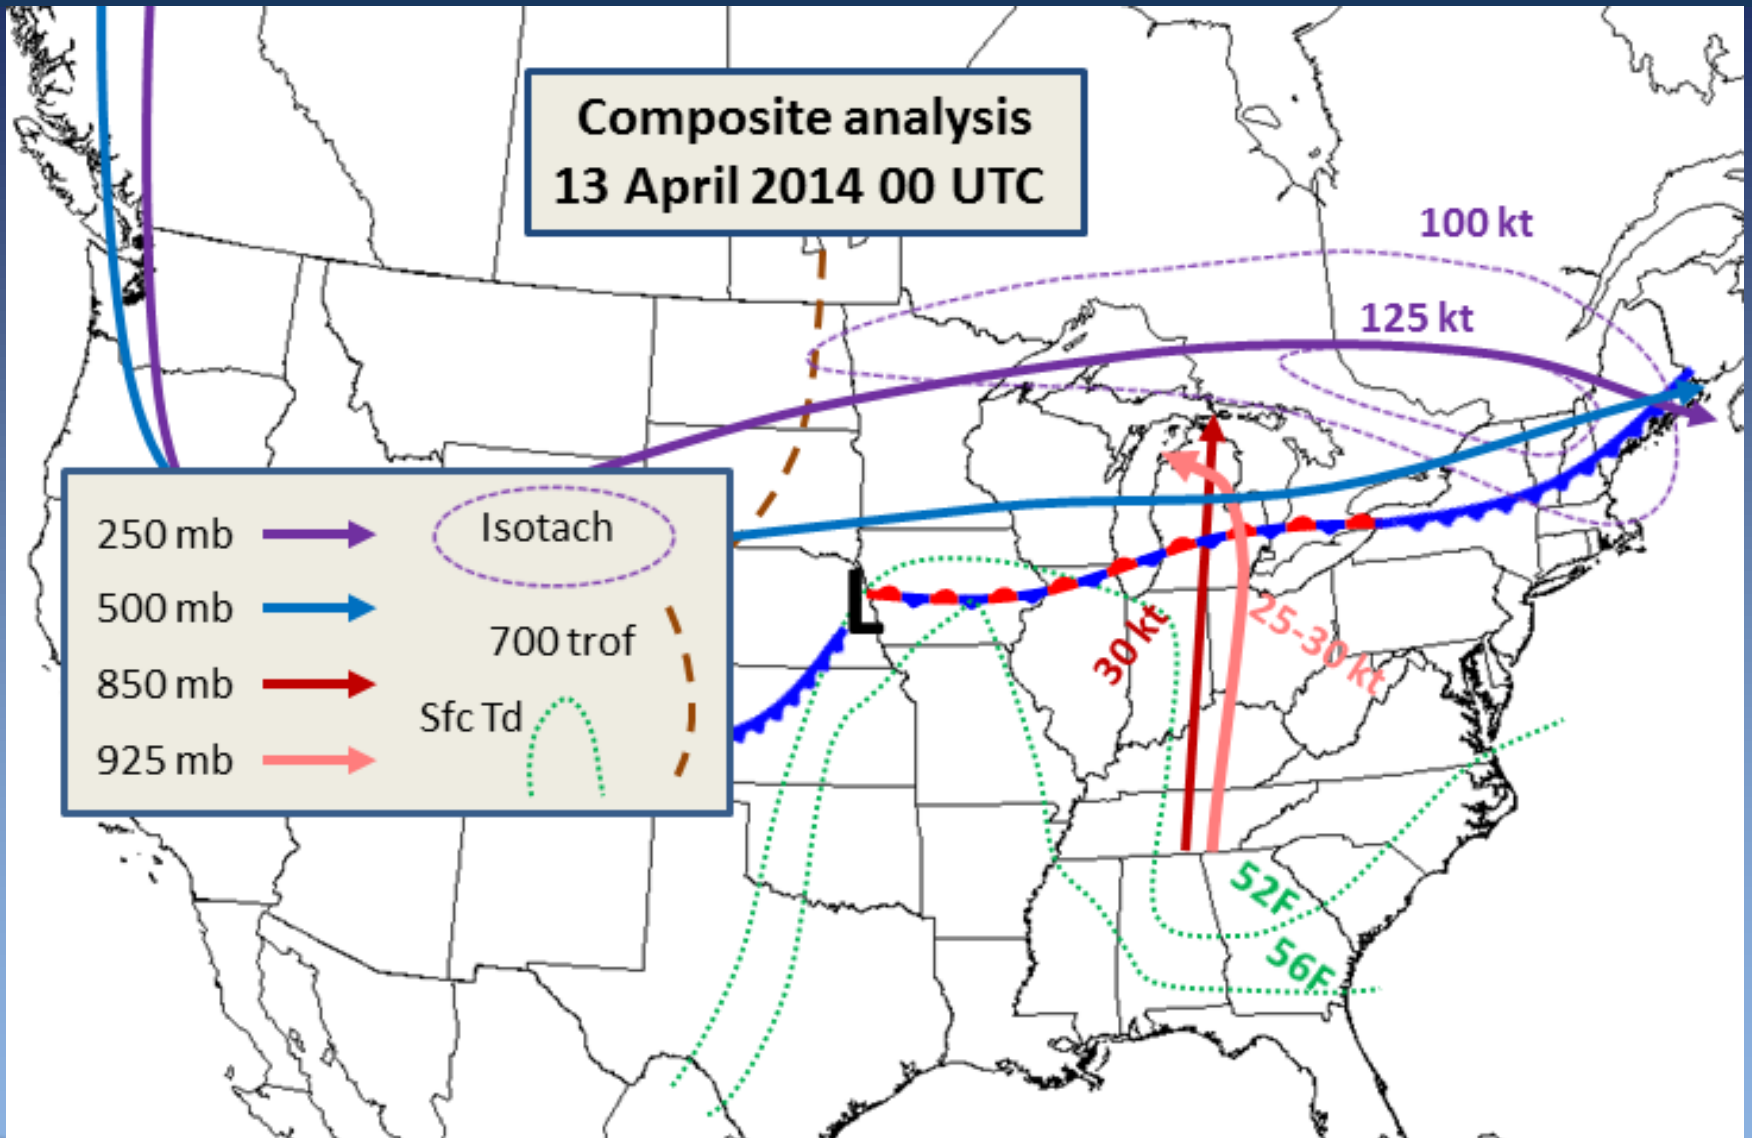 Composite analysis
13 April 2014 00 UTC
100 kt
125 kt
250 mb
Isotach
500 mb
700 trof
850 mb
Sfc Td
925 mb
L
30 kt
25-30 kt
52F
56F